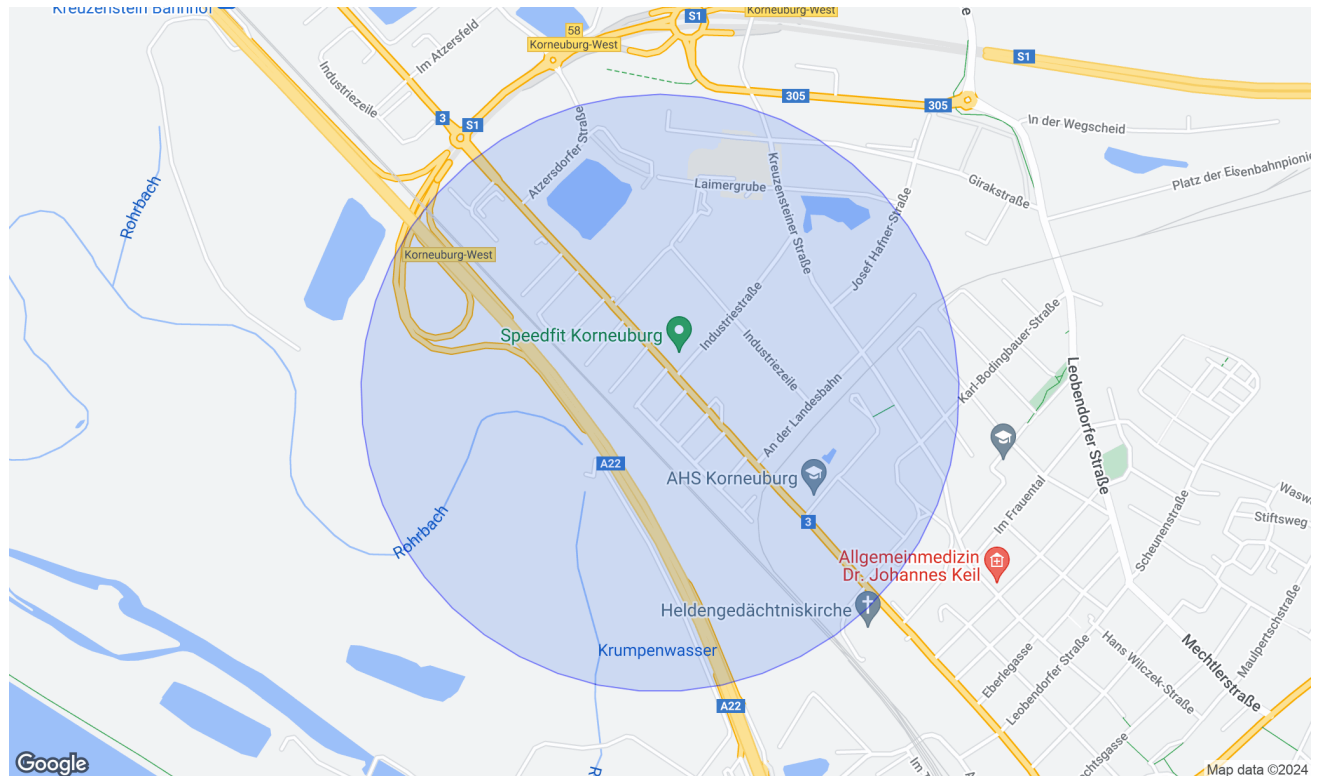 Kreuzenstein Bahnhof
S1
Korneuburg-West
58
Korneuburg-West
S1
Im Atzersfeld
Industriezeile
305
305
3
S1
In der Wegscheid
Atzersdorfer Straße
Platz der Eisenbahnpionie
Laimergrube
Kreuzensteiner Straße
Girakstraße
Rohrbach
Josef Hafner-Straße
Korneuburg-West
Speedfit Korneuburg
Industriestraße
Industriezeile
Karl-Bodingbauer-Straße
Leobendorfer Straße
An der Landesbahn
A22
AHS Korneuburg
Im Frauental
Wasw
Stiftsweg
Scheunenstraße
3
Rohrbach
Allgemeinmedizin
Dr. Johannes Keil
Heldengedächtniskirche
Krumpenwasser
Eberlegasse
Leobendorfer Straße
Hans Wilczek-Straße
Mechtlerstraße
Maulpertschstraße
A22
chtsgasse
Im
R
Google
Map data ©2024